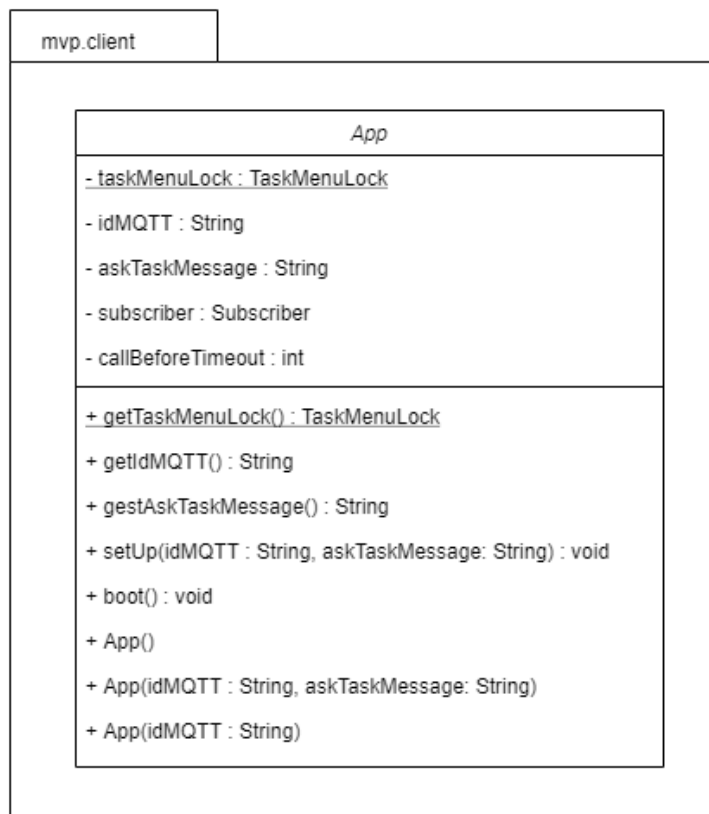 mvp.client
App
- taskMenuLock : TaskMenuLock
- idMQTT : String
- askTaskMessage : String
- subscriber : Subscriber
- callBeforeTimeout : int
+ getTaskMenuLock() : TaskMenuLock
+ getIdMQTT() : String
+ gestAskTaskMessage() : String
+ setUp(idMQTT : String, askTaskMessage: String) : void
+ boot() : void
+ App()
+ App(idMQTT : String, askTaskMessage: String)
+ App(idMQTT : String)